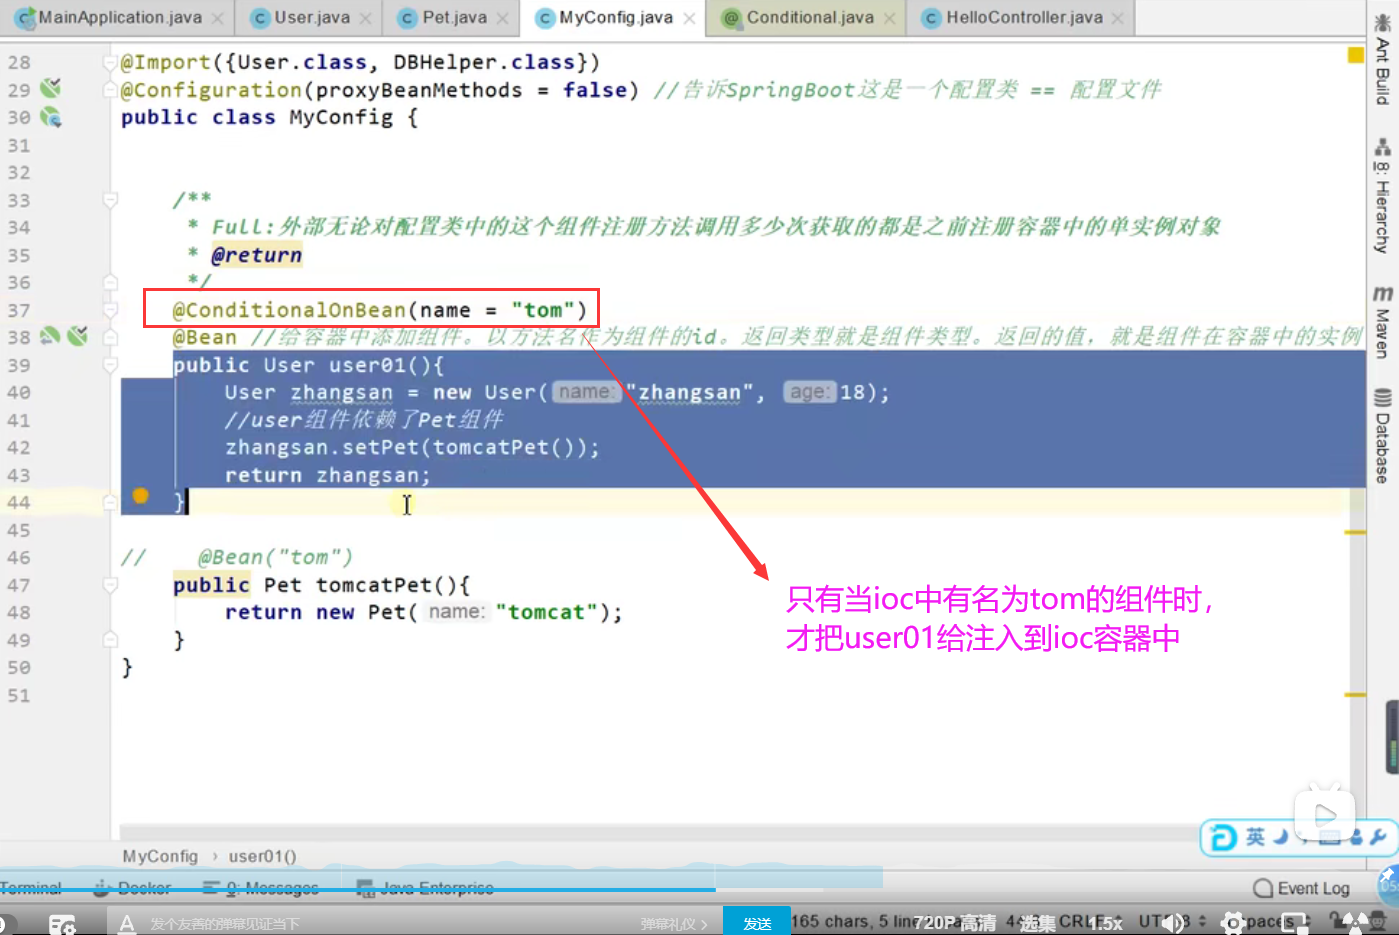 MainApplication.java
User.java
Pet.java
MyConfig.java
Conditional.java
HelloController.java
28 @Import({User.class, DBHelper.class})
29 @Configuration(proxyBeanMethods = false) //告诉SpringBoot这是一个配置类 == 配置文件
30 public class MyConfig {
31
32
33 /**
34 * Full:外部无论对配置类中的这个组件注册方法调用多少次获取的都是之前注册容器中的单实例对象
35 * @return
36 */
37 @ConditionalOnBean(name = "tom")
38 @Bean //给容器中添加组件。以方法名作为组件的id。返回类型就是组件类型。返回的值，就是组件在容器中的实例
39 public User user01(){
40 User zhangsan = new User(name: "zhangsan", age: 18);
41 //user组件依赖了Pet组件
42 zhangsan.setPet(tomcatPet());
43 return zhangsan;
44 }
45
46 // @Bean("tom")
47 public Pet tomcatPet(){
48 return new Pet(name: "tomcat");
49 }
50 }
51
只有当ioc中有名为tom的组件时，
才把user01给注入到ioc容器中
Ant Build
8: Hierarchy
m Maven
Database
英
MyConfig › user01()
Terminal
Docker
0: Messages
Java Enterprise
Event Log
发个友善的弹幕见证当下
弹幕礼仪 >
发送
165 chars, 5 line
720P 高清
选集
CRLF
1.5x